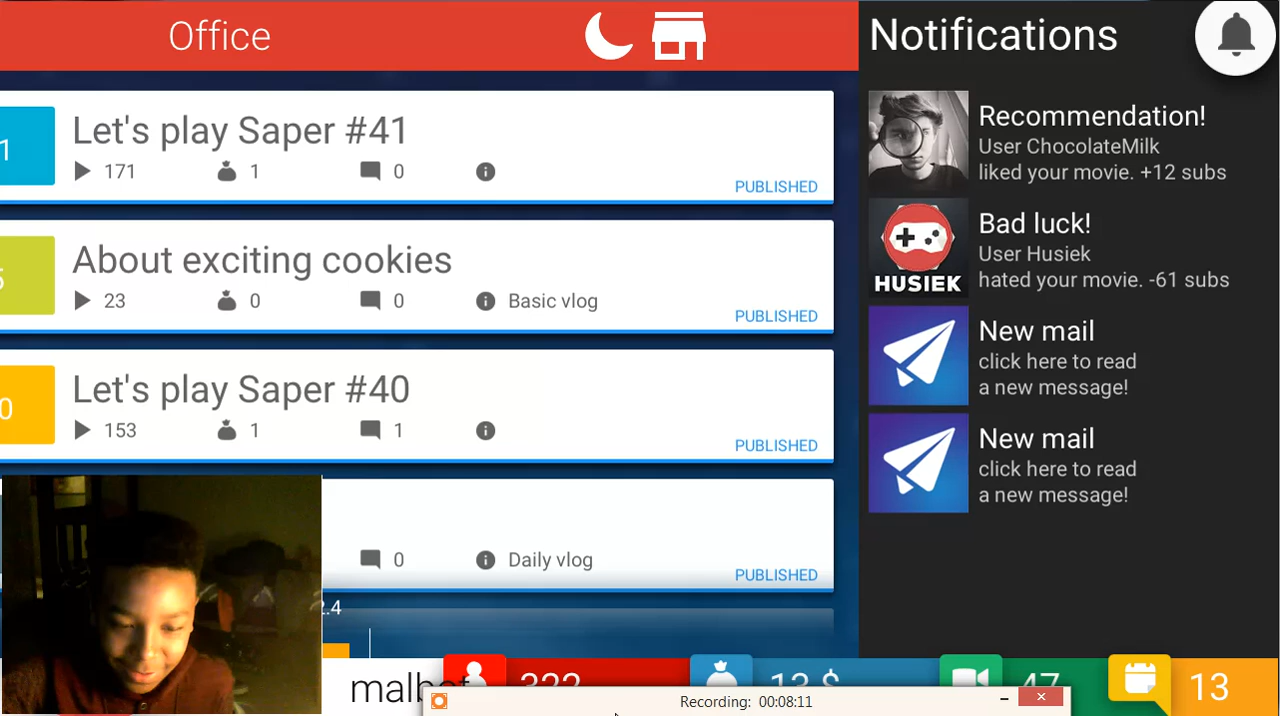 Office
Notifications
1
Let's play Saper #41
171
1
0
PUBLISHED
About exciting cookies
23
0
0
Basic vlog
PUBLISHED
Let's play Saper #40
153
1
1
PUBLISHED
0
Daily vlog
PUBLISHED
2.4
Recommendation!
User ChocolateMilk
liked your movie. +12 subs
HUSIEK
Bad luck!
User Husiek
hated your movie. -61 subs
New mail
click here to read
a new message!
New mail
click here to read
a new message!
13
Recording: 00:08:11